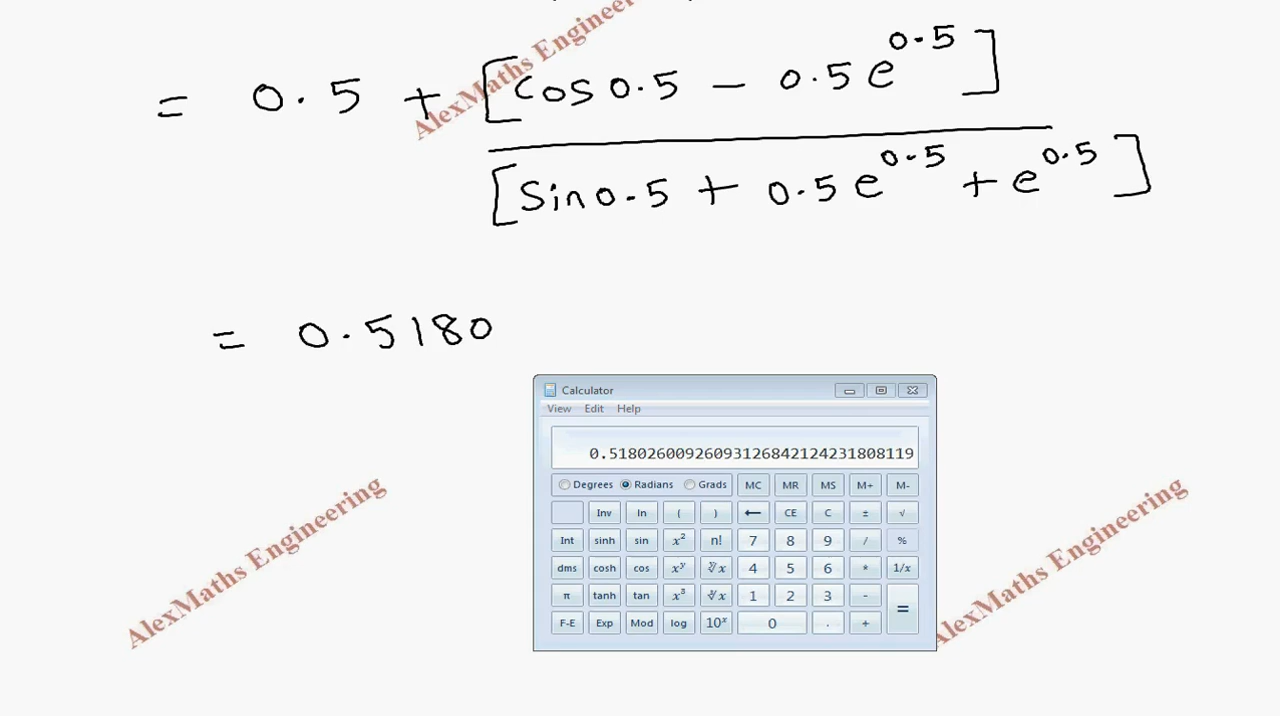 AlexMaths Engineering
= 0.5 + [Cos 0.5 − 0.5 e^0.5]
[Sin 0.5 + 0.5 e^0.5 + e^0.5]
= 0.5180
Calculator
View Edit Help
0.51802600926093126842124231808119
Degrees Radians Grads MC MR MS M+ M-
Inv ln ( ) ← CE C ± √
Int sinh sin x² n! 7 8 9 / %
dms cosh cos xʸ ʸ√x 4 5 6 * 1/x
π tanh tan x³ ³√x 1 2 3 - =
F-E Exp Mod log 10ˣ 0 . +
AlexMaths Engineering
AlexMaths Engineering